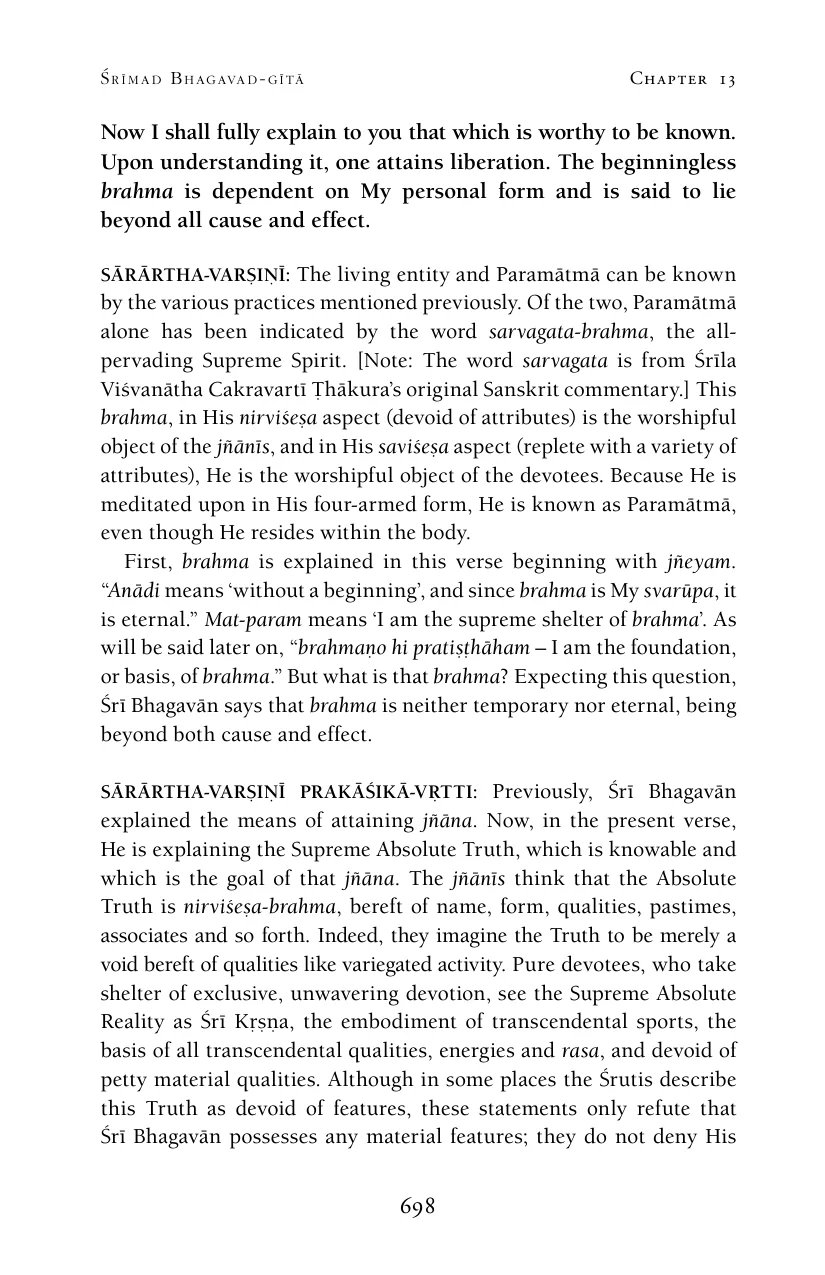 Śrīmad Bhagavad-gītā Chapter 13
Now I shall fully explain to you that which is worthy to be known.
Upon understanding it, one attains liberation. The beginningless
brahma is dependent on My personal form and is said to lie
beyond all cause and effect.
SĀRĀRTHA-VARṢIṆĪ: The living entity and Paramātmā can be known
by the various practices mentioned previously. Of the two, Paramātmā
alone has been indicated by the word sarvagata-brahma, the all-
pervading Supreme Spirit. [Note: The word sarvagata is from Śrīla
Viśvanātha Cakravartī Ṭhākura’s original Sanskrit commentary.] This
brahma, in His nirviśeṣa aspect (devoid of attributes) is the worshipful
object of the jñānīs, and in His saviśeṣa aspect (replete with a variety of
attributes), He is the worshipful object of the devotees. Because He is
meditated upon in His four-armed form, He is known as Paramātmā,
even though He resides within the body.
First, brahma is explained in this verse beginning with jñeyam.
“Anādi means ‘without a beginning’, and since brahma is My svarūpa, it
is eternal.” Mat-param means ‘I am the supreme shelter of brahma’. As
will be said later on, “brahmaṇo hi pratiṣṭhāham – I am the foundation,
or basis, of brahma.” But what is that brahma? Expecting this question,
Śrī Bhagavān says that brahma is neither temporary nor eternal, being
beyond both cause and effect.
SĀRĀRTHA-VARṢIṆĪ PRAKĀŚIKĀ-VṚTTI: Previously, Śrī Bhagavān
explained the means of attaining jñāna. Now, in the present verse,
He is explaining the Supreme Absolute Truth, which is knowable and
which is the goal of that jñāna. The jñānīs think that the Absolute
Truth is nirviśeṣa-brahma, bereft of name, form, qualities, pastimes,
associates and so forth. Indeed, they imagine the Truth to be merely a
void bereft of qualities like variegated activity. Pure devotees, who take
shelter of exclusive, unwavering devotion, see the Supreme Absolute
Reality as Śrī Kṛṣṇa, the embodiment of transcendental sports, the
basis of all transcendental qualities, energies and rasa, and devoid of
petty material qualities. Although in some places the Śrutis describe
this Truth as devoid of features, these statements only refute that
Śrī Bhagavān possesses any material features; they do not deny His
698